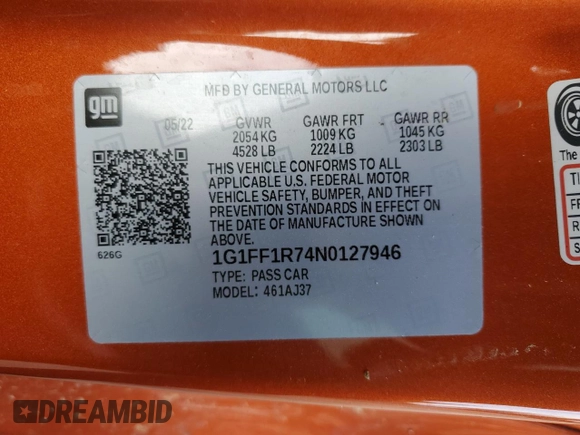 MFD BY GENERAL MOTORS LLC
gm
05/22 GVWR GAWR FRT GAWR RR
2054 KG 1009 KG 1045 KG
4528 LB 2224 LB 2303 LB
THIS VEHICLE CONFORMS TO ALL
APPLICABLE U.S. FEDERAL MOTOR
VEHICLE SAFETY, BUMPER, AND THEFT
PREVENTION STANDARDS IN EFFECT ON
THE DATE OF MANUFACTURE SHOWN
ABOVE.
626G
1G1FF1R74N0127946
TYPE: PASS CAR
MODEL: 461AJ37
The
DREAMBID